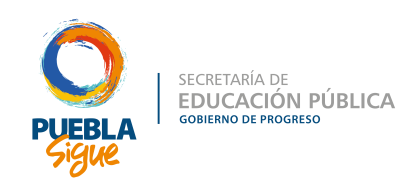 PUEBLA
Sigue
SECRETARÍA DE
EDUCACIÓN PÚBLICA
GOBIERNO DE PROGRESO